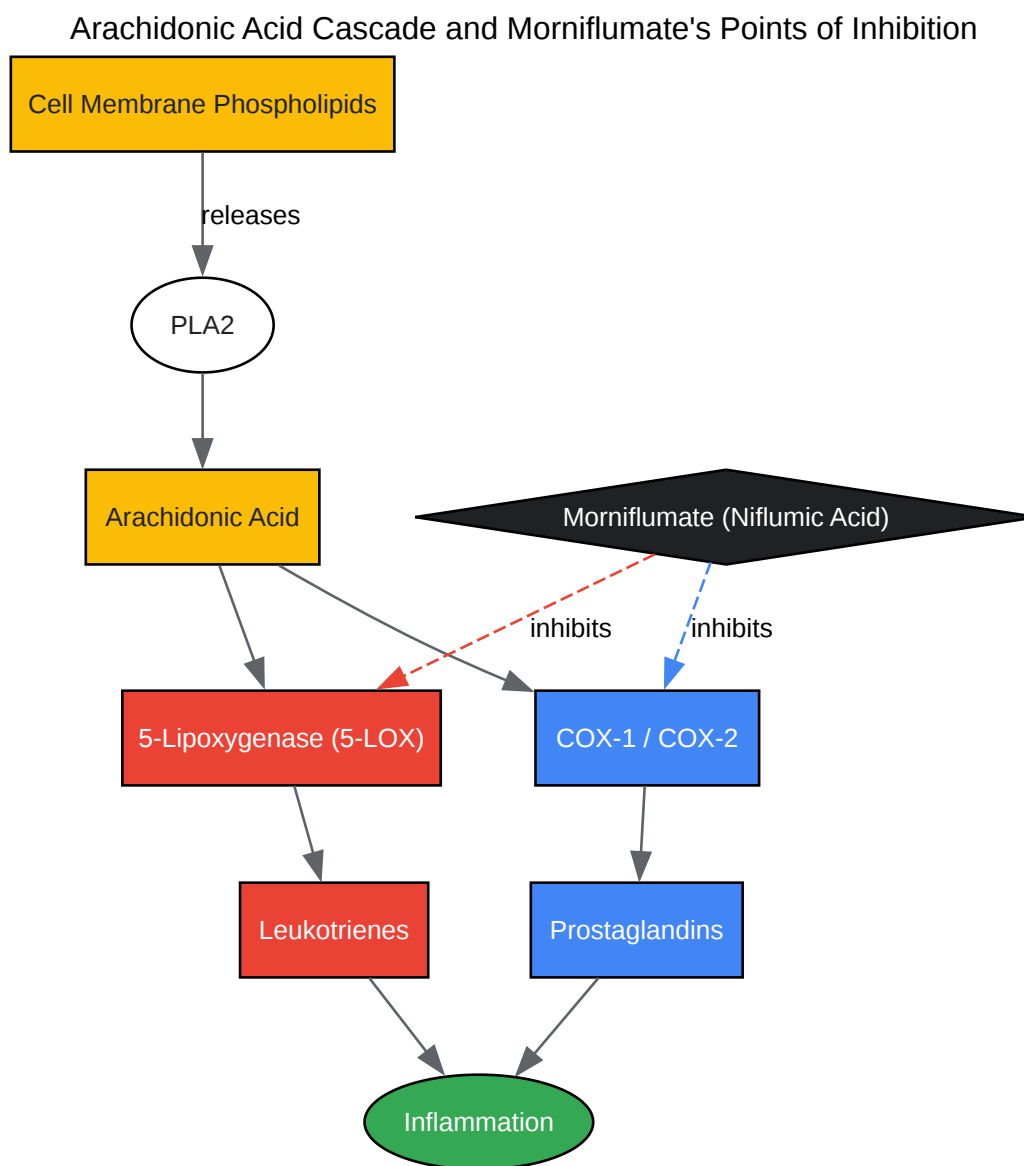 Arachidonic Acid Cascade and Morniflumate's Points of Inhibition
Cell Membrane Phospholipids
releases
PLA2
Arachidonic Acid
Morniflumate (Niflumic Acid)
inhibits
inhibits
5-Lipoxygenase (5-LOX)
COX-1 / COX-2
Leukotrienes
Prostaglandins
Inflammation